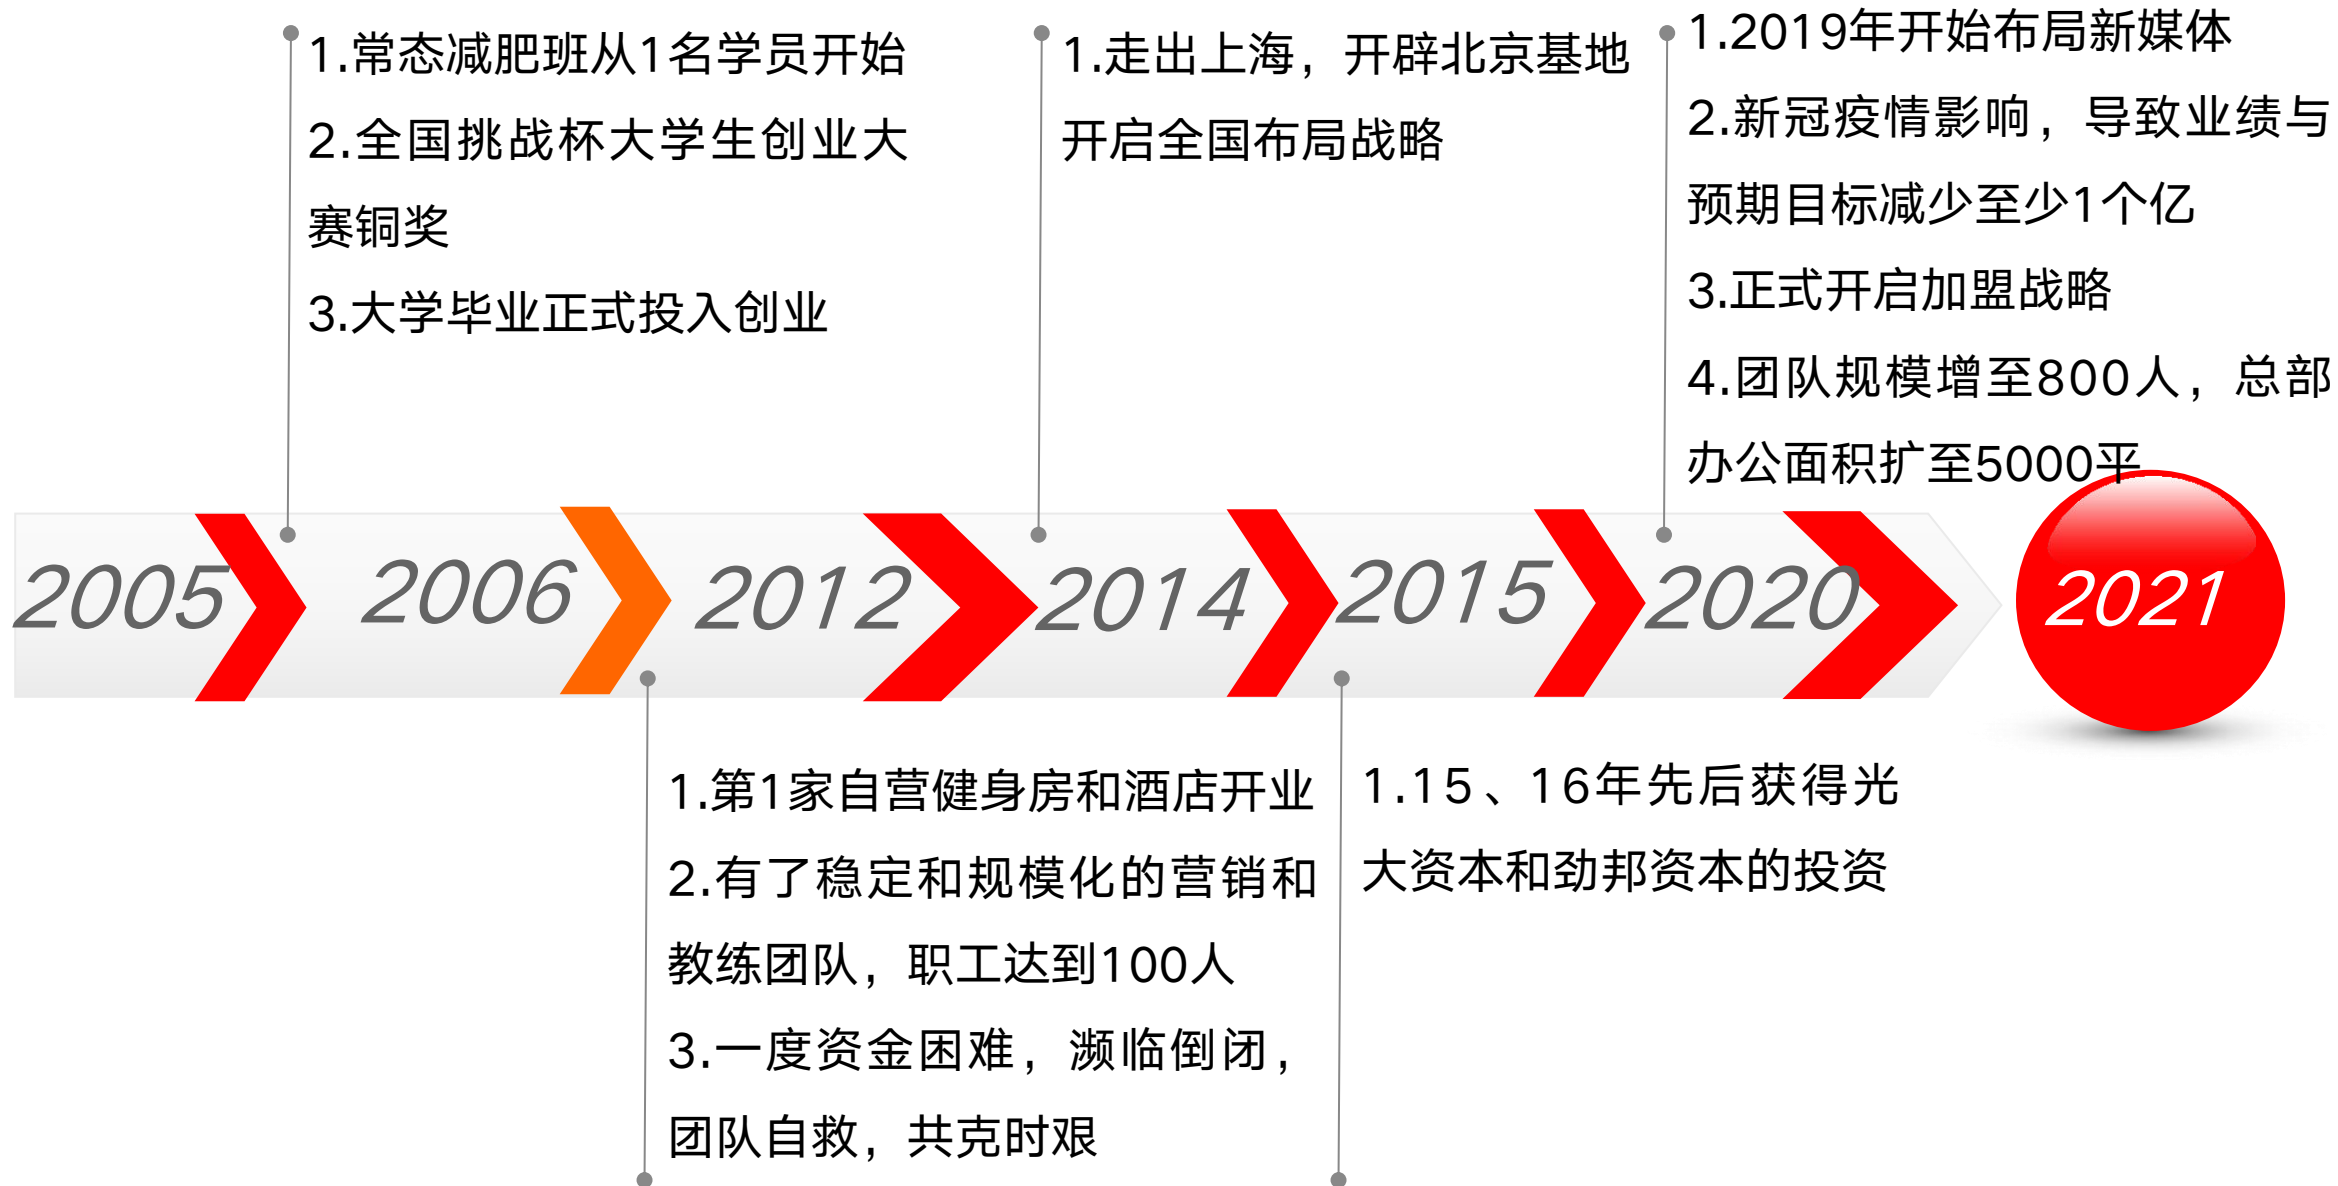 1.常态减肥班从1名学员开始
2.全国挑战杯大学生创业大
赛铜奖
3.大学毕业正式投入创业
1.走出上海，开辟北京基地
开启全国布局战略
1.2019年开始布局新媒体
2.新冠疫情影响，导致业绩与
预期目标减少至少1个亿
3.正式开启加盟战略
4.团队规模增至800人，总部
办公面积扩至5000平
2005
2006
2012
2014
2015
2020
2021
1.第1家自营健身房和酒店开业
2.有了稳定和规模化的营销和
教练团队，职工达到100人
3.一度资金困难，濒临倒闭，
团队自救，共克时艰
1.15、16年先后获得光
大资本和劲邦资本的投资